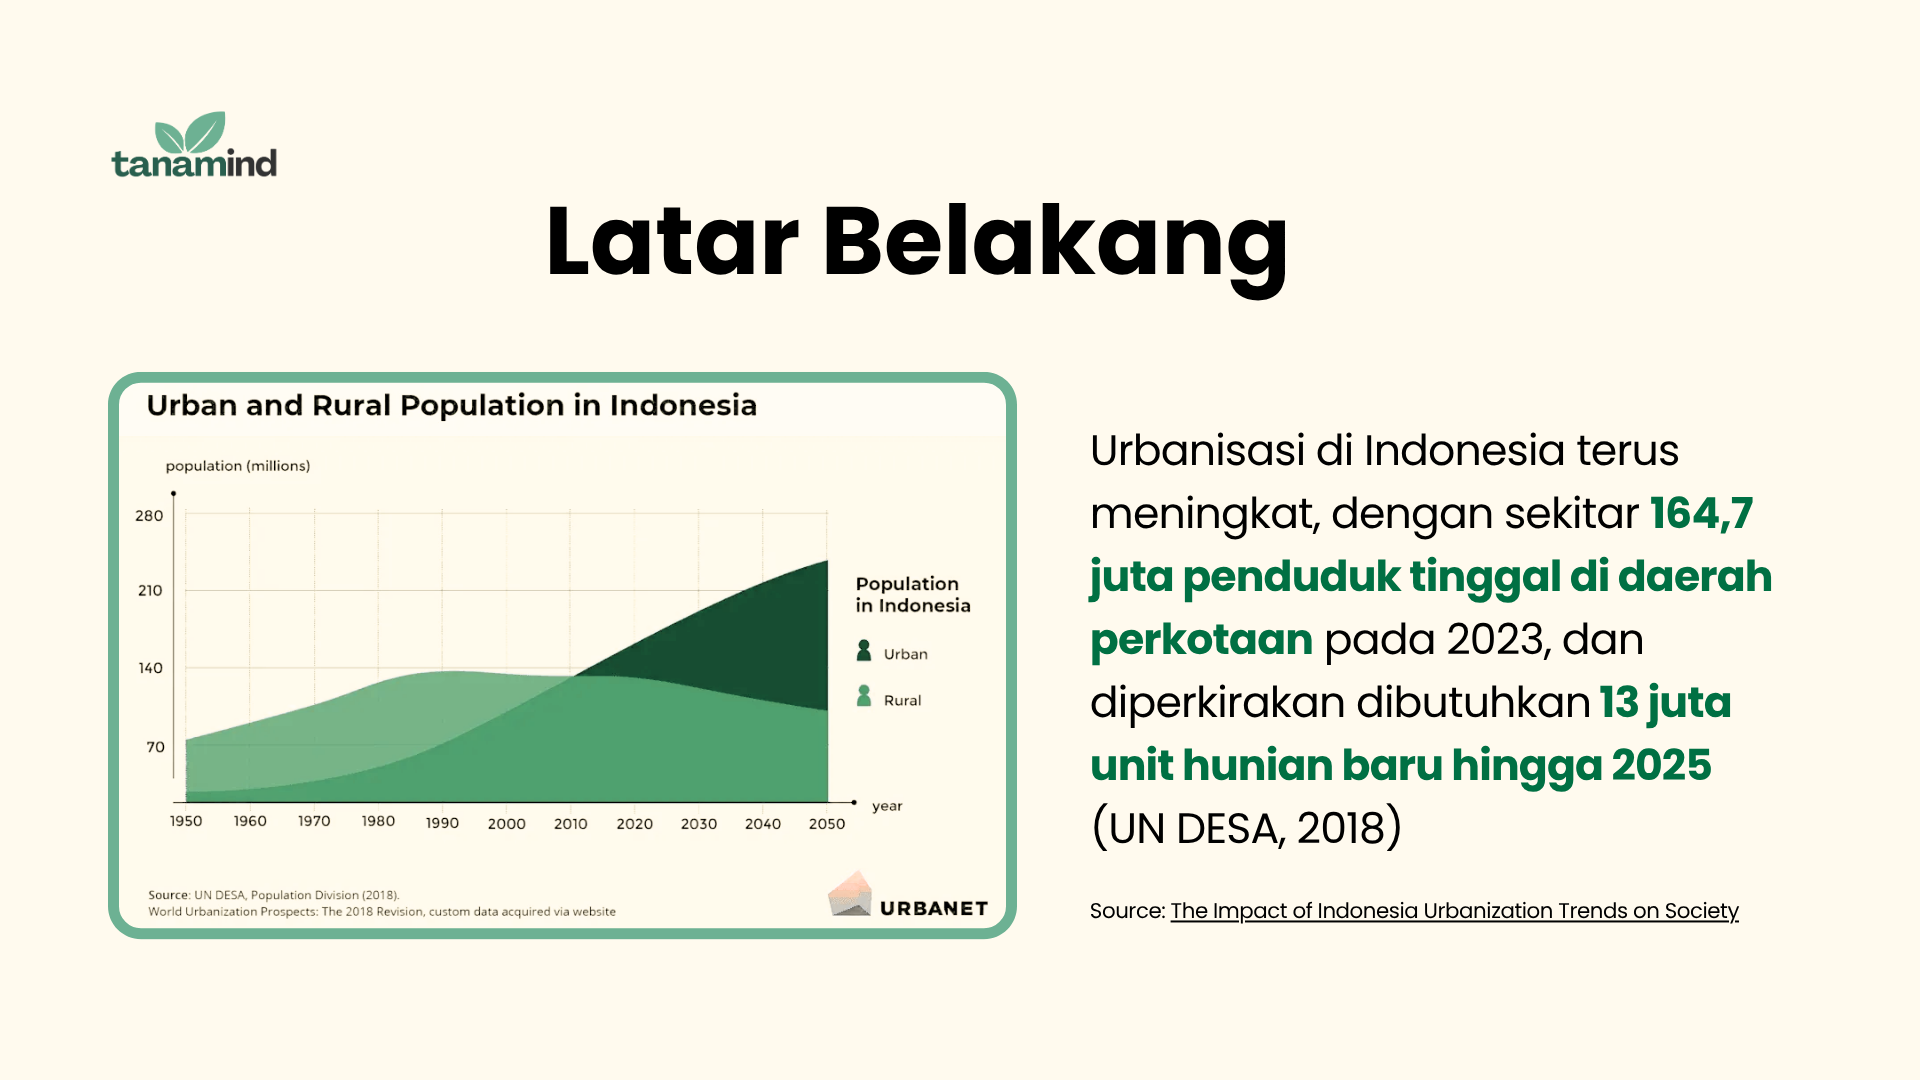 tanamind
Latar Belakang
Urban and Rural Population in Indonesia
population (millions)
280
210
140
70
1950 1960 1970 1980 1990 2000 2010 2020 2030 2040 2050
year
Population
in Indonesia
Urban
Rural
Source: UN DESA, Population Division (2018).
World Urbanization Prospects: The 2018 Revision, custom data acquired via website
URBANET
Urbanisasi di Indonesia terus
meningkat, dengan sekitar 164,7
juta penduduk tinggal di daerah
perkotaan pada 2023, dan
diperkirakan dibutuhkan 13 juta
unit hunian baru hingga 2025
(UN DESA, 2018)
Source: The Impact of Indonesia Urbanization Trends on Society